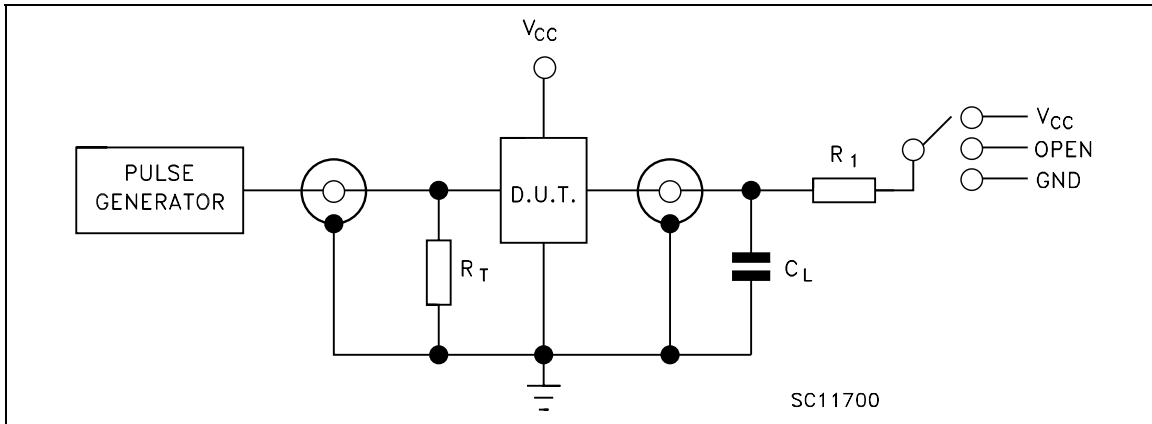 VCC
PULSE
GENERATOR
D.U.T.
RT
CL
R1
VCC
OPEN
GND
SC11700